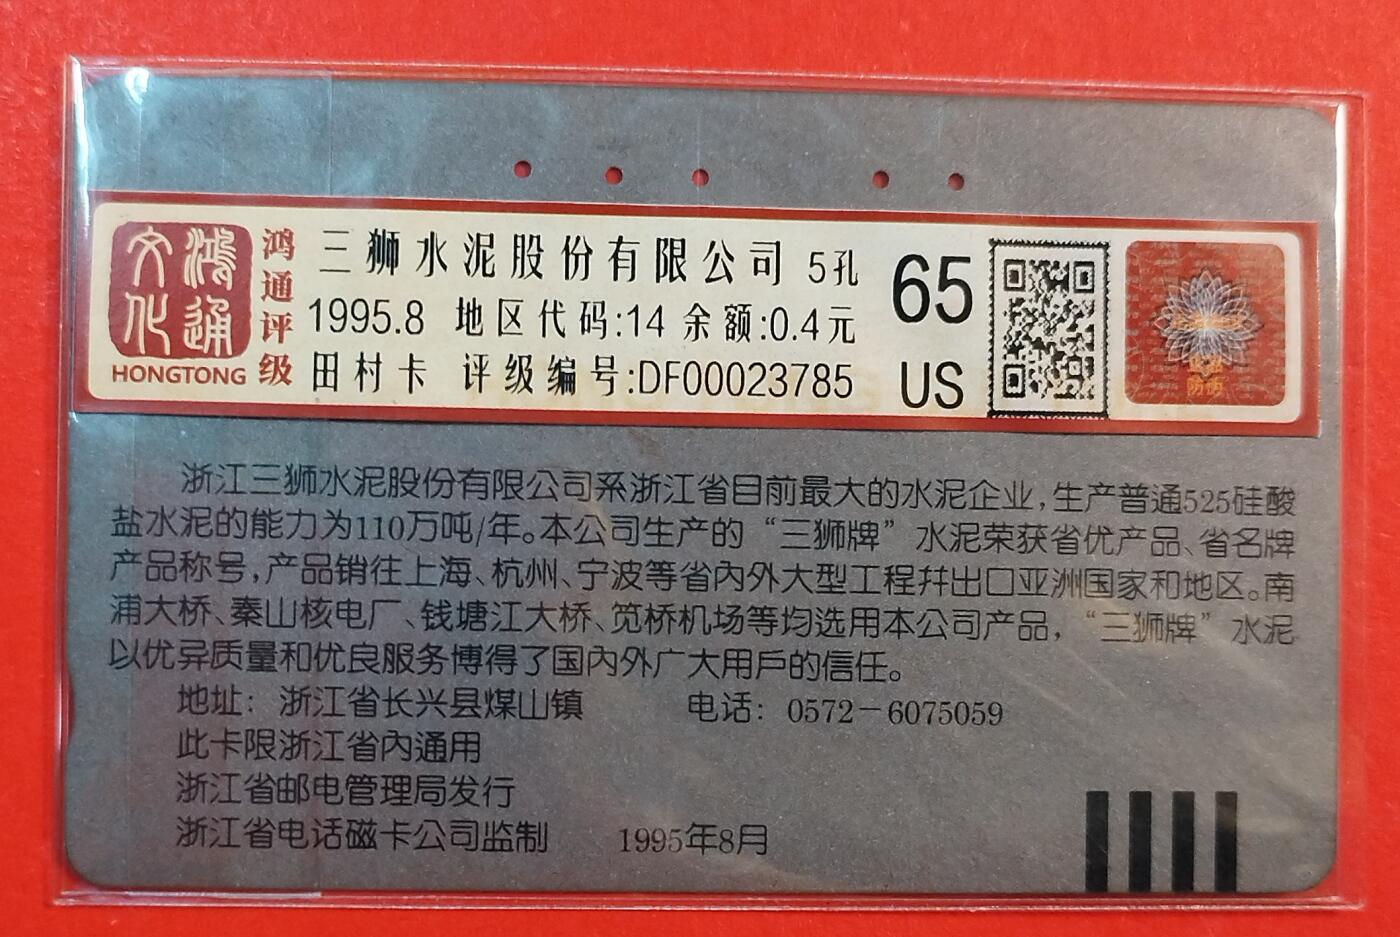 鸿通文化
HONGTONG
鸿通评级
三狮水泥股份有限公司 5孔
1995.8 地区代码:14 余额:0.4元
田村卡 评级编号:DF00023785
65
US
防伪
浙江三狮水泥股份有限公司系浙江省目前最大的水泥企业,生产普通525硅酸
盐水泥的能力为110万吨/年。本公司生产的“三狮牌”水泥荣获省优产品、省名牌
产品称号,产品销往上海、杭州、宁波等省内外大型工程并出口亚洲国家和地区。南
浦大桥、秦山核电厂、钱塘江大桥、笕桥机场等均选用本公司产品,“三狮牌”水泥
以优异质量和优良服务博得了国内外广大用戶的信任。
地址: 浙江省长兴县煤山镇 电话: 0572-6075059
此卡限浙江省内通用
浙江省邮电管理局发行
浙江省电话磁卡公司监制 1995年8月